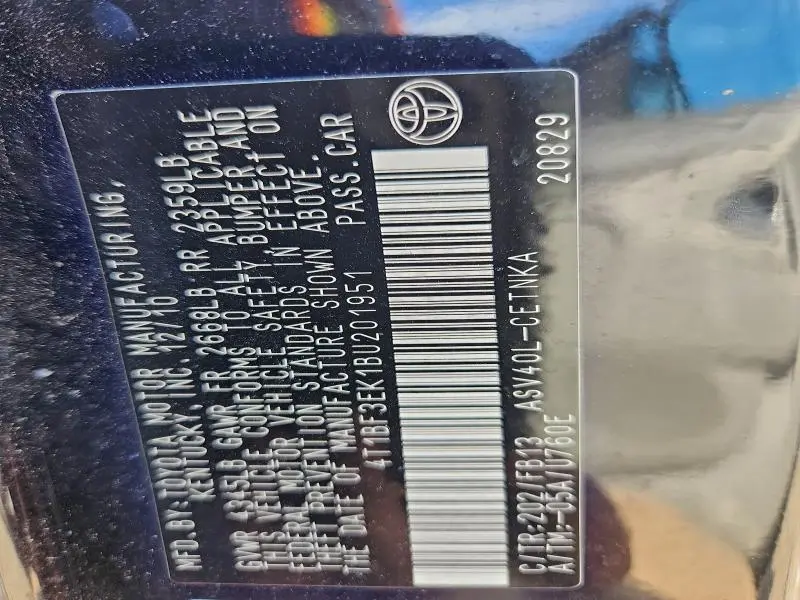 MFD.BY:TOYOTA MOTOR MANUFACTURING,
KENTUCKY, INC. 12/10
GVWR 4345LB GAWR FR 2668LB RR 2359LB
THIS VEHICLE CONFORMS TO ALL APPLICABLE
FEDERAL MOTOR VEHICLE SAFETY, BUMPER, AND
THEFT PREVENTION STANDARDS IN EFFECT ON
THE DATE OF MANUFACTURE SHOWN ABOVE.
4T1BF3EK1BU201951 PASS.CAR
C/TR:202/FB13 ASV40L-CETNKA 20829
A/TM:-05A/U760E